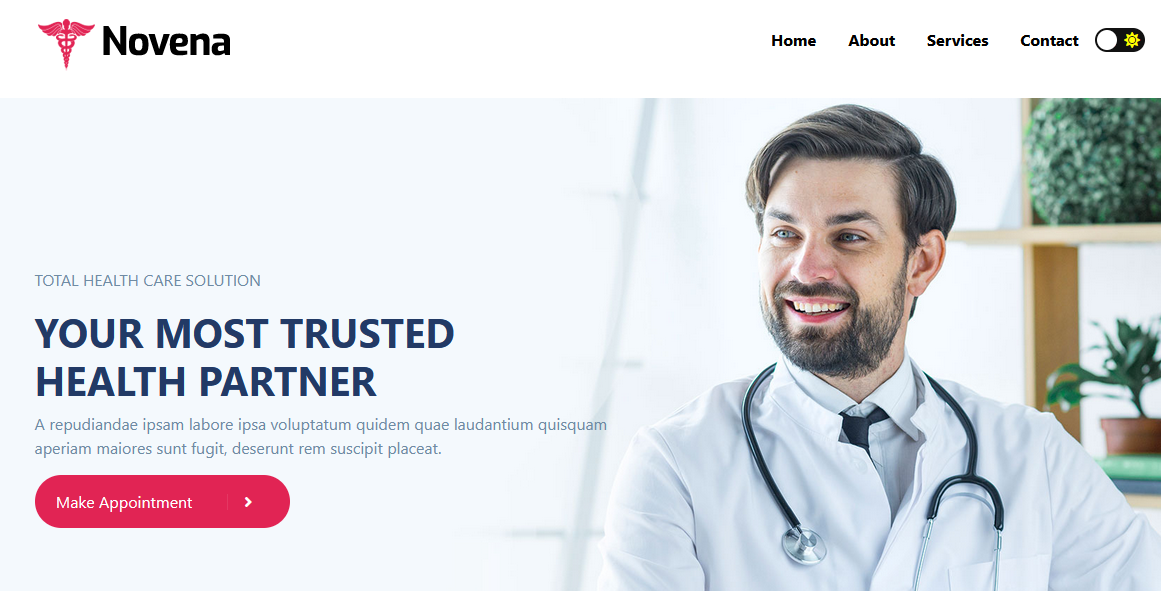 Novena
Home About Services Contact
TOTAL HEALTH CARE SOLUTION
YOUR MOST TRUSTED
HEALTH PARTNER
A repudiandae ipsam labore ipsa voluptatum quidem quae laudantium quisquam
aperiam maiores sunt fugit, deserunt rem suscipit placeat.
Make Appointment